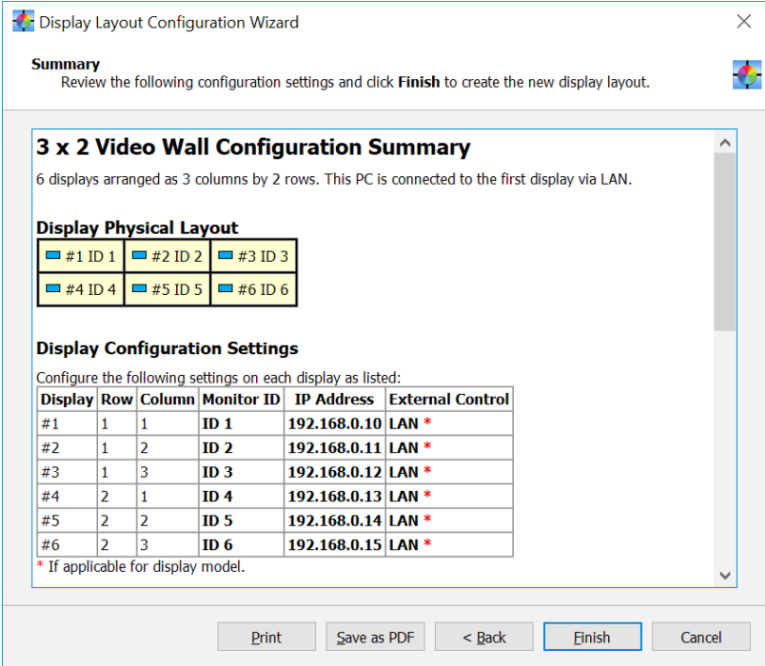 Display Layout Configuration Wizard
Summary
Review the following configuration settings and click Finish to create the new display layout.
3 x 2 Video Wall Configuration Summary
6 displays arranged as 3 columns by 2 rows. This PC is connected to the first display via LAN.
Display Physical Layout
#1 ID 1 #2 ID 2 #3 ID 3
#4 ID 4 #5 ID 5 #6 ID 6
Display Configuration Settings
Configure the following settings on each display as listed:
Display Row Column Monitor ID IP Address External Control
#1 1 1 ID 1 192.168.0.10 LAN *
#2 1 2 ID 2 192.168.0.11 LAN *
#3 1 3 ID 3 192.168.0.12 LAN *
#4 2 1 ID 4 192.168.0.13 LAN *
#5 2 2 ID 5 192.168.0.14 LAN *
#6 2 3 ID 6 192.168.0.15 LAN *
* If applicable for display model.
Print Save as PDF < Back Finish Cancel